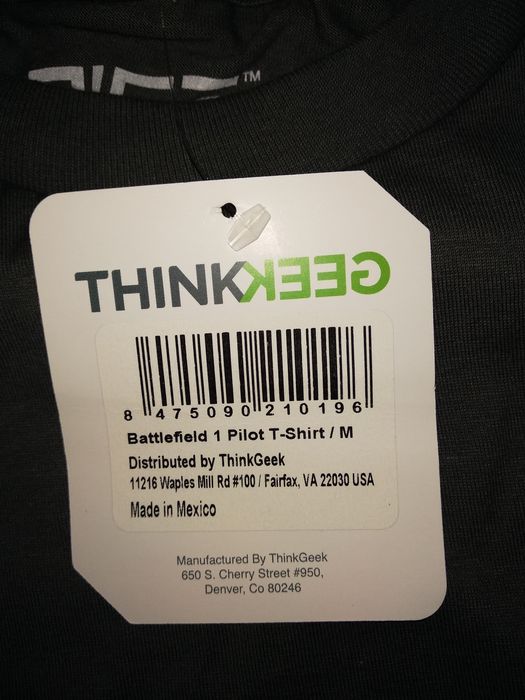 ™
THINKGEEK
8 475090 210196
Battlefield 1 Pilot T-Shirt / M
Distributed by ThinkGeek
11216 Waples Mill Rd #100 / Fairfax, VA 22030 USA
Made in Mexico
Manufactured By ThinkGeek
650 S. Cherry Street #950,
Denver, Co 80246